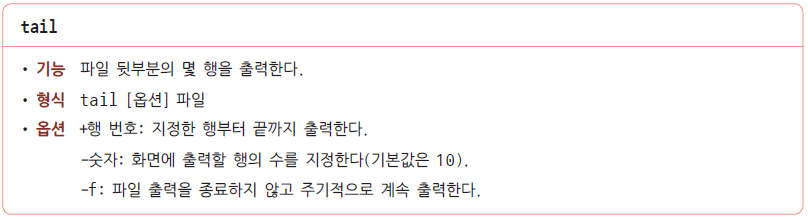 tail
• 기능 파일 뒷부분의 몇 행을 출력한다.
• 형식 tail [옵션] 파일
• 옵션 +행 번호: 지정한 행부터 끝까지 출력한다.
-숫자: 화면에 출력할 행의 수를 지정한다(기본값은 10).
-f: 파일 출력을 종료하지 않고 주기적으로 계속 출력한다.